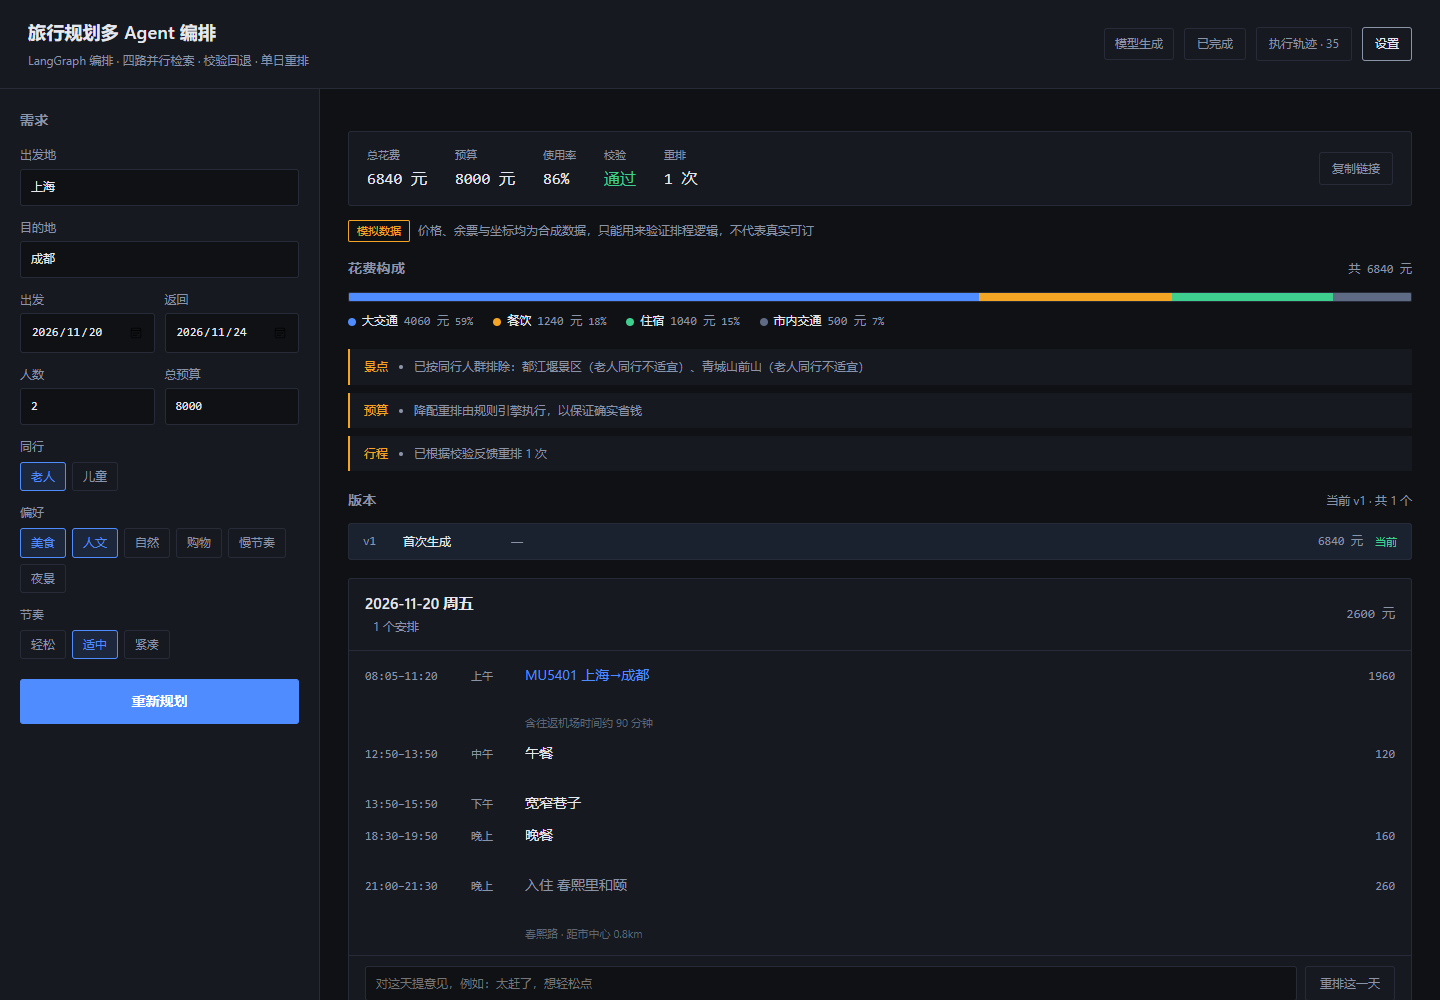 旅行规划多 Agent 编排
LangGraph 编排 · 四路并行检索 · 校验回退 · 单日重排
模型生成
已完成
执行轨迹 · 35
设置
需求
出发地
上海
目的地
成都
出发
返回
2026/11/20
2026/11/24
人数
总预算
2
8000
同行
老人
儿童
偏好
美食
人文
自然
购物
慢节奏
夜景
节奏
轻松
适中
紧凑
重新规划
总花费
预算
使用率
校验
重排
6840 元
8000 元
86%
通过
1 次
复制链接
模拟数据 价格、余票与坐标均为合成数据，只能用来验证排程逻辑，不代表真实可订
花费构成
共 6840 元
大交通 4060 元 59%
餐饮 1240 元 18%
住宿 1040 元 15%
市内交通 500 元 7%
景点 • 已按同行人群排除：都江堰景区（老人同行不适宜）、青城山前山（老人同行不适宜）
预算 • 降配重排由规则引擎执行，以保证确实省钱
行程 • 已根据校验反馈重排 1 次
版本
当前 v1 · 共 1 个
v1 首次生成 — 6840 元 当前
2026-11-20 周五
1 个安排
2600 元
08:05–11:20 上午 MU5401 上海→成都 1960
含往返机场时间约 90 分钟
12:50–13:50 中午 午餐 120
13:50–15:50 下午 宽窄巷子
18:30–19:50 晚上 晚餐 160
21:00–21:30 晚上 入住 春熙里和颐 260
春熙路 · 距市中心 0.8km
对这天提意见，例如：太赶了，想轻松点
重排这一天